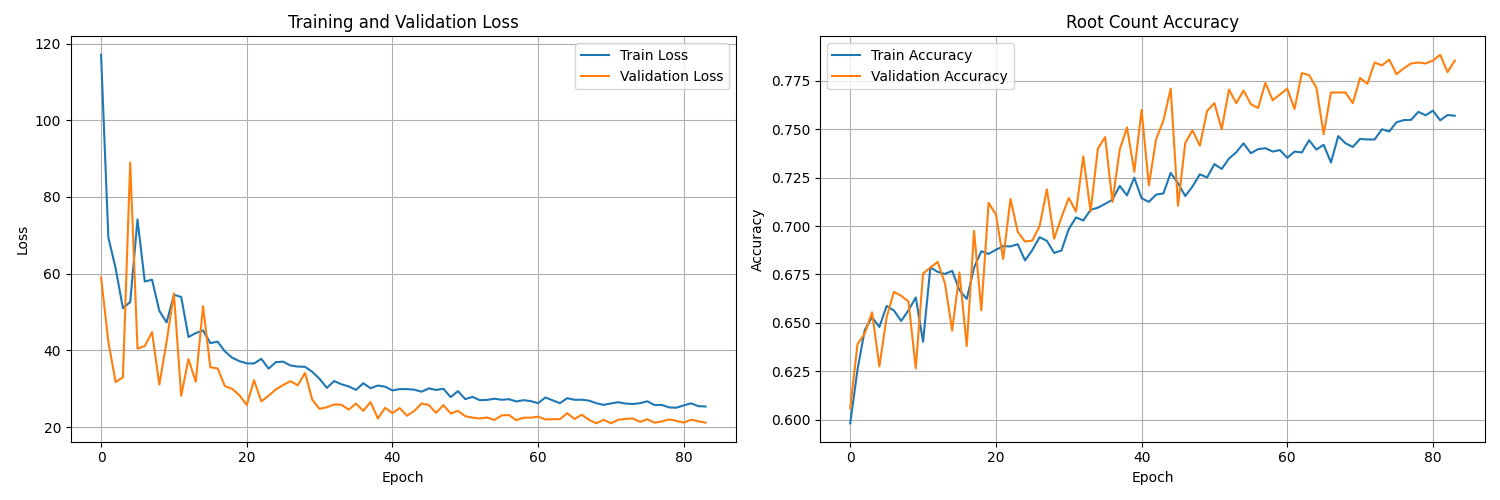 Training and Validation Loss
120
100
80
60
40
20
Loss
0 20 40 60 80
Epoch
Train Loss
Validation Loss
Root Count Accuracy
0.775
0.750
0.725
0.700
0.675
0.650
0.625
0.600
Accuracy
0 20 40 60 80
Epoch
Train Accuracy
Validation Accuracy